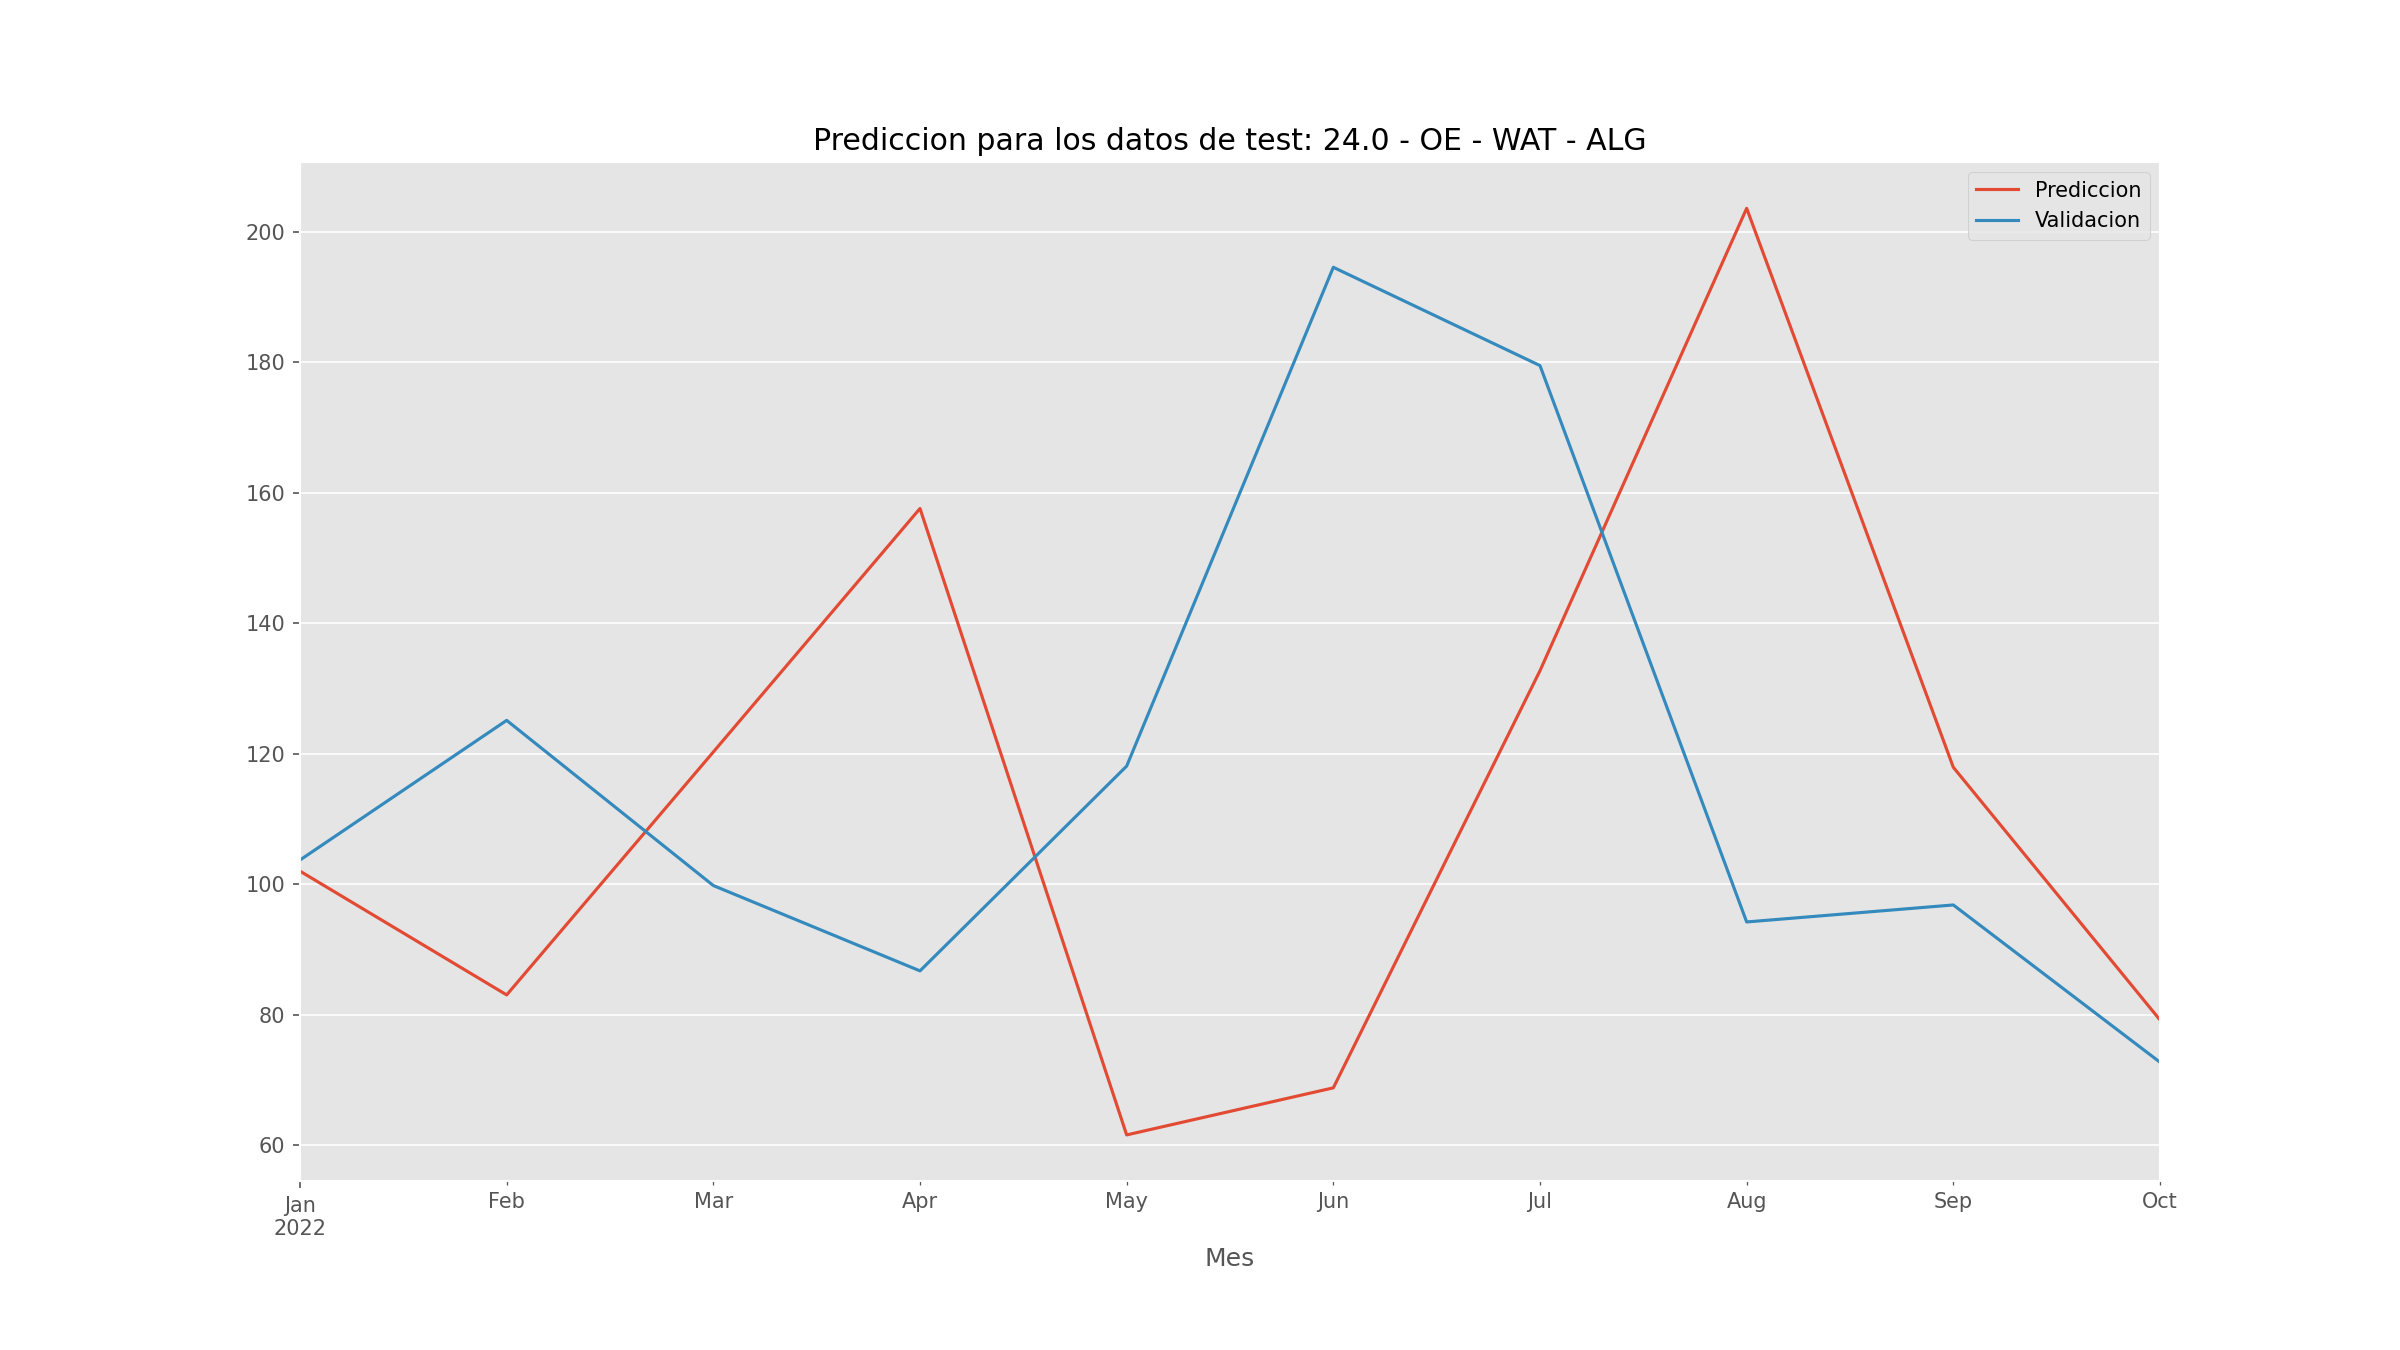 Prediccion para los datos de test: 24.0 - OE - WAT - ALG
Prediccion
Validacion
200
180
160
140
120
100
80
60
Jan
2022
Feb
Mar
Apr
May
Jun
Jul
Aug
Sep
Oct
Mes